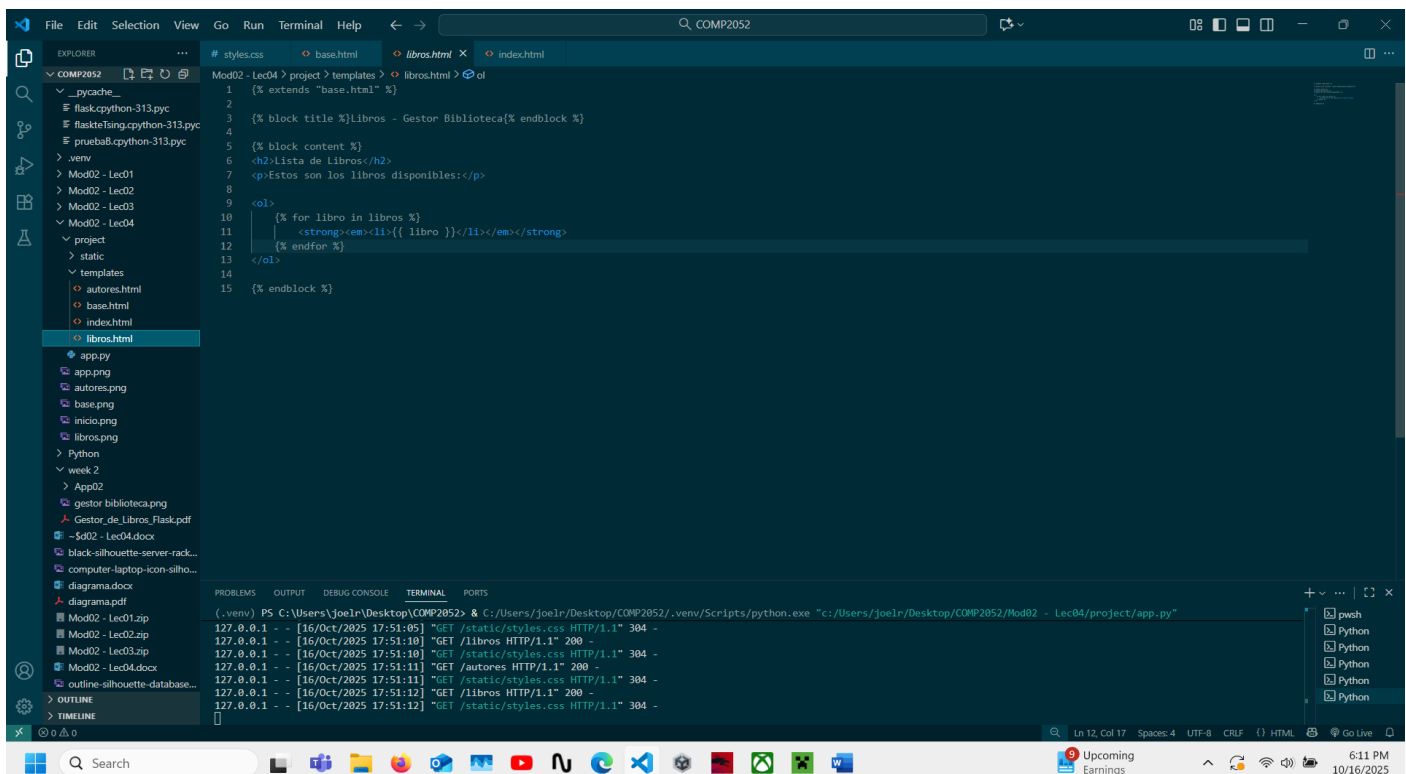 File Edit Selection View Go Run Terminal Help
COMP2052
EXPLORER
COMP2052
__pycache__
flask.cpython-313.pyc
flaskteTsing.cpython-313.pyc
pruebaB.cpython-313.pyc
.venv
Mod02 - Lec01
Mod02 - Lec02
Mod02 - Lec03
Mod02 - Lec04
project
static
templates
autores.html
base.html
index.html
libros.html
app.py
app.png
autores.png
base.png
inicio.png
libros.png
Python
week 2
App02
gestor biblioteca.png
Gestor_de_Libros_Flask.pdf
~$d02 - Lec04.docx
black-silhouette-server-rack...
computer-laptop-icon-silho...
diagrama.docx
diagrama.pdf
Mod02 - Lec01.zip
Mod02 - Lec02.zip
Mod02 - Lec03.zip
Mod02 - Lec04.docx
outline-silhouette-database...
OUTLINE
TIMELINE
# styles.css base.html libros.html index.html
Mod02 - Lec04 > project > templates > libros.html > ol
1 {% extends "base.html" %}
2
3 {% block title %}Libros - Gestor Biblioteca{% endblock %}
4
5 {% block content %}
6 <h2>Lista de Libros</h2>
7 <p>Estos son los libros disponibles:</p>
8
9 <ol>
10 {% for libro in libros %}
11 <strong><em><li>{{ libro }}</li></em></strong>
12 {% endfor %}
13 </ol>
14
15 {% endblock %}
PROBLEMS OUTPUT DEBUG CONSOLE TERMINAL PORTS
(.venv) PS C:\Users\joelr\Desktop\COMP2052> & C:/Users/joelr/Desktop/COMP2052/.venv/Scripts/python.exe "c:/Users/joelr/Desktop/COMP2052/Mod02 - Lec04/project/app.py"
127.0.0.1 - - [16/Oct/2025 17:51:05] "GET /static/styles.css HTTP/1.1" 304 -
127.0.0.1 - - [16/Oct/2025 17:51:10] "GET /libros HTTP/1.1" 200 -
127.0.0.1 - - [16/Oct/2025 17:51:10] "GET /static/styles.css HTTP/1.1" 304 -
127.0.0.1 - - [16/Oct/2025 17:51:11] "GET /autores HTTP/1.1" 200 -
127.0.0.1 - - [16/Oct/2025 17:51:11] "GET /static/styles.css HTTP/1.1" 304 -
127.0.0.1 - - [16/Oct/2025 17:51:12] "GET /libros HTTP/1.1" 200 -
127.0.0.1 - - [16/Oct/2025 17:51:12] "GET /static/styles.css HTTP/1.1" 304 -
pwsh
Python
Python
Python
Python
Python
0 0 Ln 12, Col 17 Spaces: 4 UTF-8 CRLF {} HTML Go Live
Search
9
Upcoming
Earnings
6:11 PM
10/16/2025